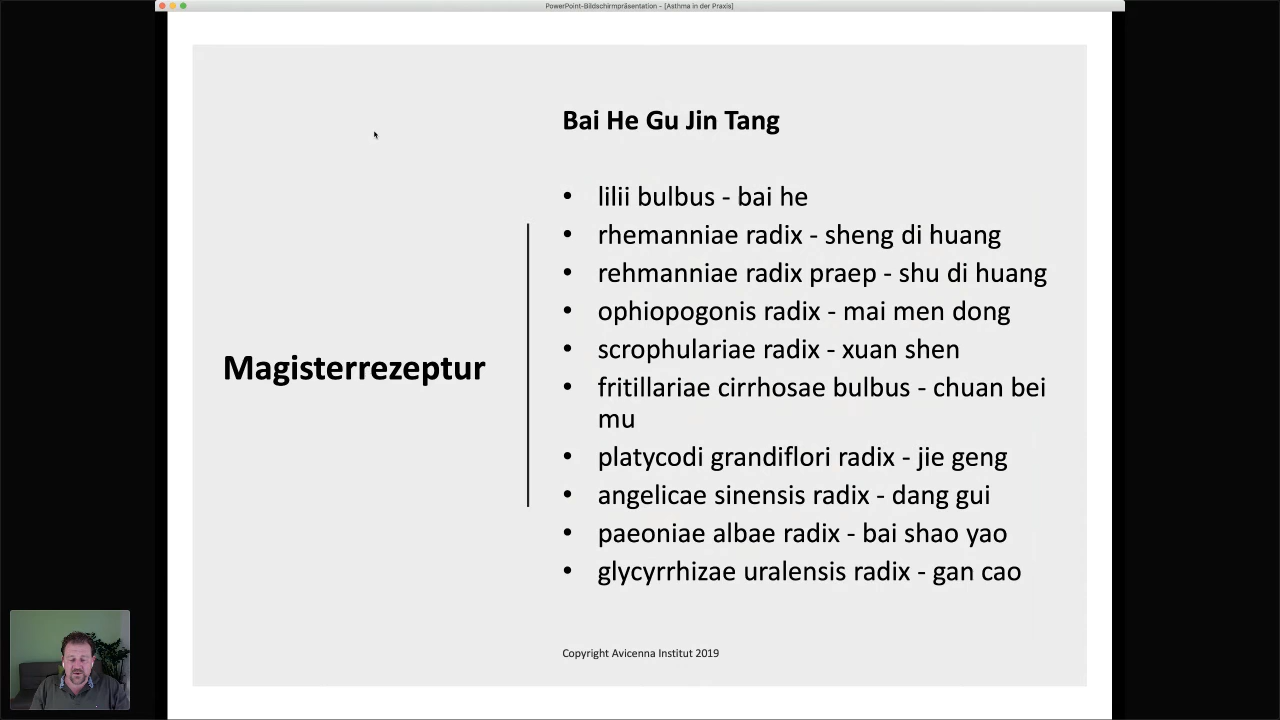 PowerPoint-Bildschirmpräsentation - [Asthma in der Praxis]
Bai He Gu Jin Tang
• lilii bulbus - bai he
• rhemanniae radix - sheng di huang
• rehmanniae radix praep - shu di huang
• ophiopogonis radix - mai men dong
• scrophulariae radix - xuan shen
• fritillariae cirrhosae bulbus - chuan bei
mu
• platycodi grandiflori radix - jie geng
• angelicae sinensis radix - dang gui
• paeoniae albae radix - bai shao yao
• glycyrrhizae uralensis radix - gan cao
Magisterrezeptur
Copyright Avicenna Institut 2019